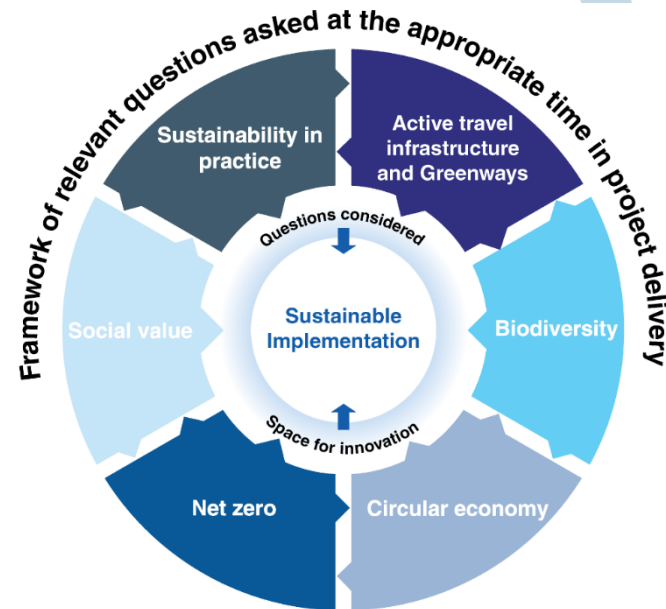 Framework of relevant questions asked at the appropriate time in project delivery
Sustainability in
practice
Active travel
infrastructure
and Greenways
Questions considered
Social value
Sustainable
Implementation
Biodiversity
Space for innovation
Net zero
Circular economy